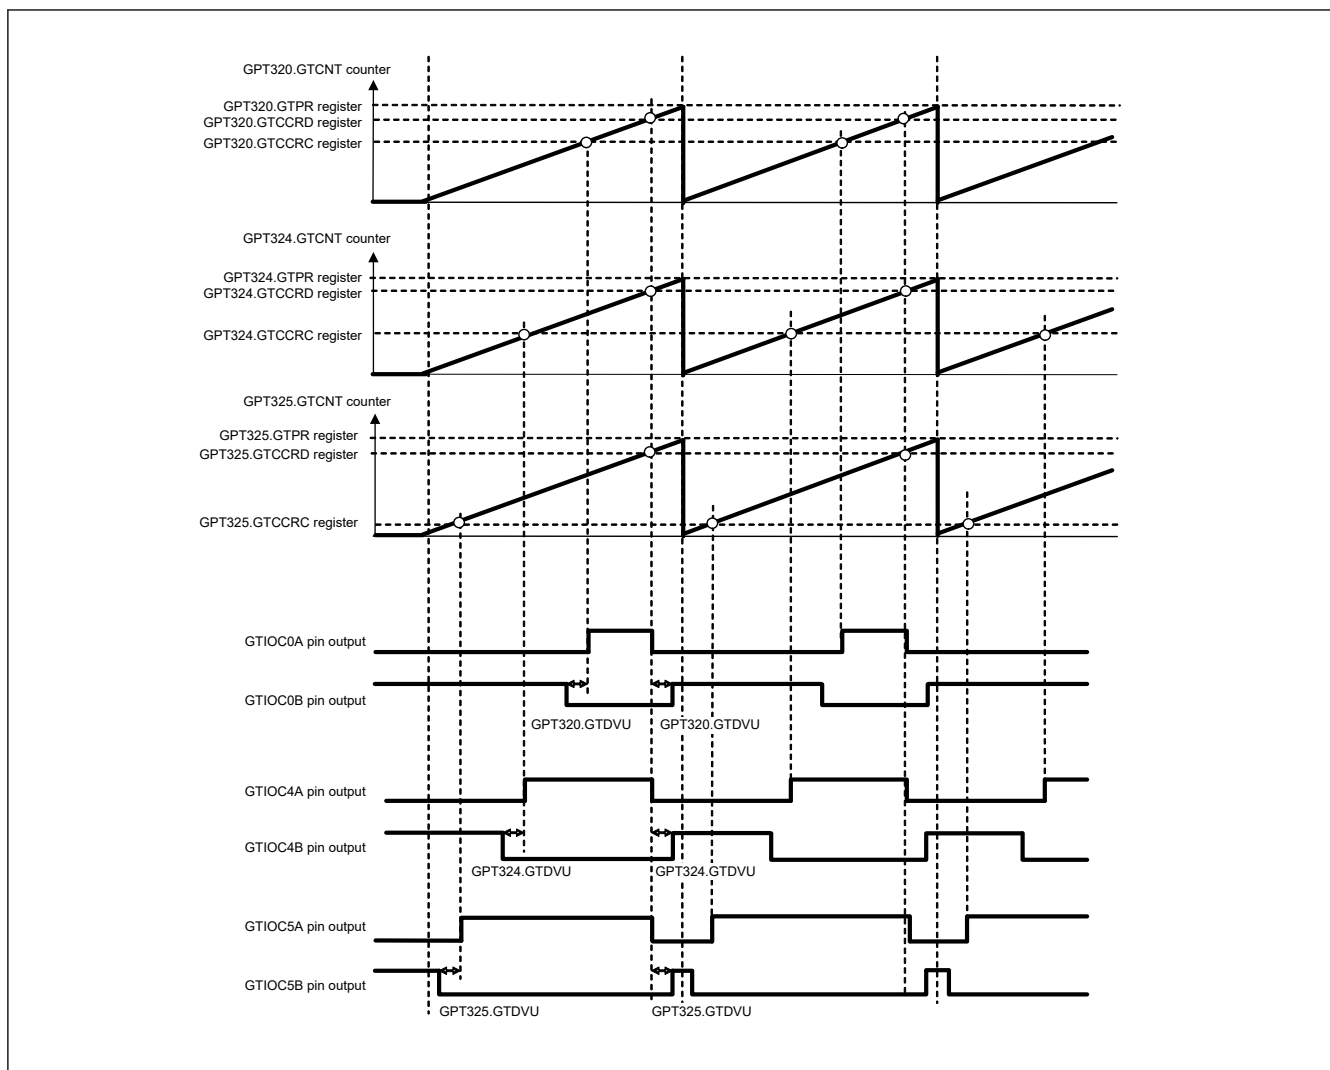 GPT320.GTCNT counter
GPT320.GTPR register
GPT320.GTCCRD register
GPT320.GTCCRC register
GPT324.GTCNT counter
GPT324.GTPR register
GPT324.GTCCRD register
GPT324.GTCCRC register
GPT325.GTCNT counter
GPT325.GTPR register
GPT325.GTCCRD register
GPT325.GTCCRC register
GTIOC0A pin output
GTIOC0B pin output
GPT320.GTDVU GPT320.GTDVU
GTIOC4A pin output
GTIOC4B pin output
GPT324.GTDVU GPT324.GTDVU
GTIOC5A pin output
GTIOC5B pin output
GPT325.GTDVU GPT325.GTDVU